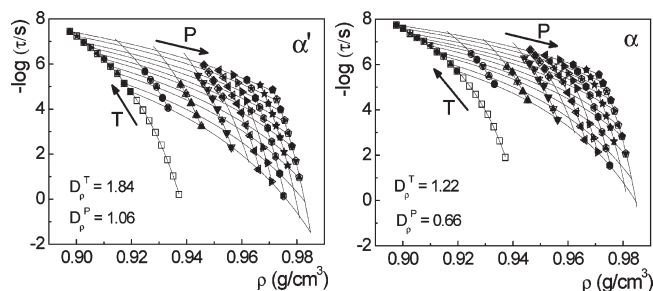 8
6
4
2
0
-2
-log (τ/s)
P
α'
T
D_ρ^T = 1.84
D_ρ^P = 1.06
0.90 0.92 0.94 0.96 0.98
ρ (g/cm³)
8
6
4
2
0
-2
-log (τ/s)
P
α
T
D_ρ^T = 1.22
D_ρ^P = 0.66
0.90 0.92 0.94 0.96 0.98
ρ (g/cm³)